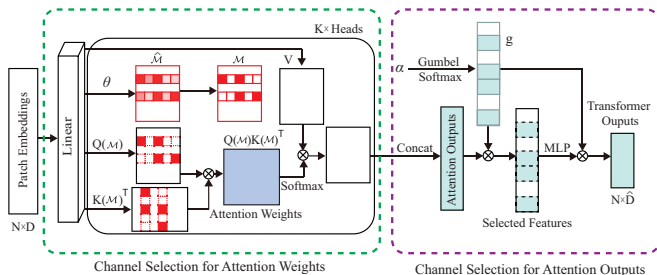 K× Heads
Patch Embeddings
N×D
Linear
θ
M̂
M
V
Q(M)
K(M)ᵀ
Q(M)K(M)ᵀ
Softmax
Attention Weights
Channel Selection for Attention Weights
Concat
α
Gumbel
Softmax
g
Attention Outputs
Selected Features
MLP
Transformer
Ouputs
N×D̂
Channel Selection for Attention Outputs